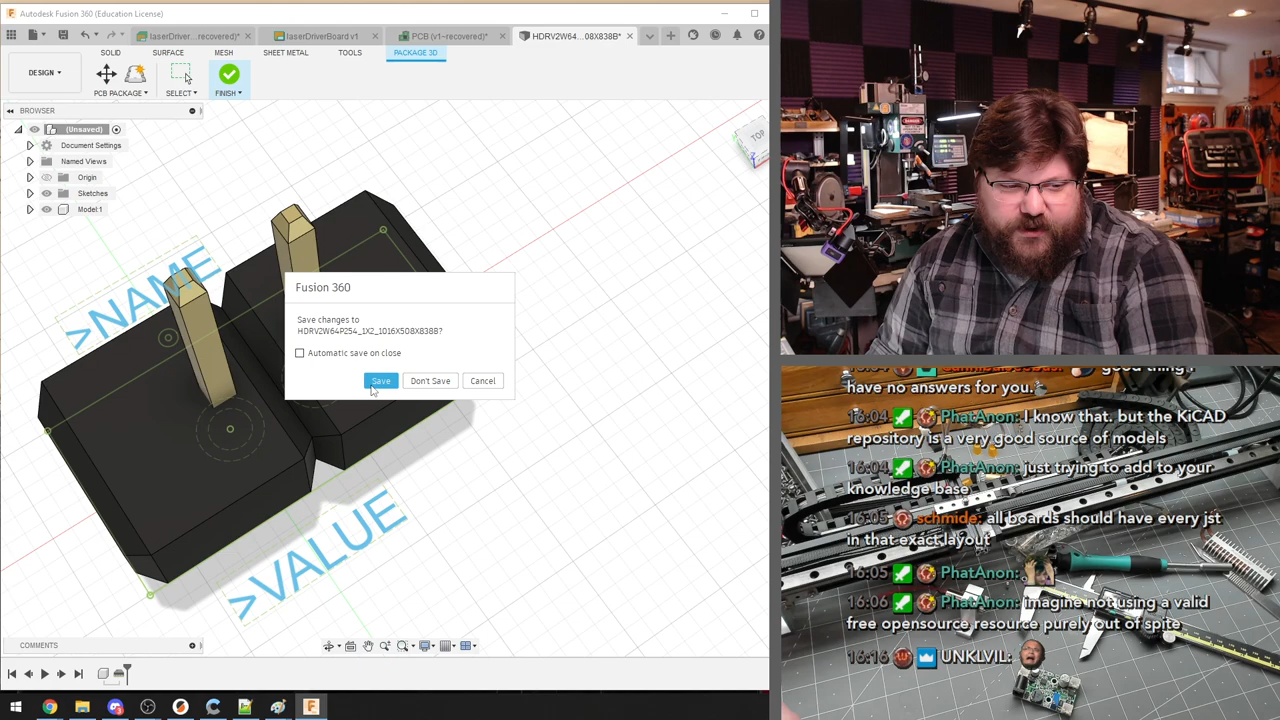 Autodesk Fusion 360 (Education License)
laserDriver...recovered)*
laserDriverBoard v1
PCB (v1~recovered)*
HDRV2W64...08X838B*
SOLID
SURFACE
MESH
SHEET METAL
TOOLS
PACKAGE 3D
DESIGN
PCB PACKAGE
SELECT
FINISH
BROWSER
(Unsaved)
Document Settings
Named Views
Origin
Sketches
Model:1
TOP
>NAME
>VALUE
Fusion 360
Save changes to
HDRV2W64P254_1X2_1016X508X838B?
Automatic save on close
Save
Don't Save
Cancel
COMMENTS
DANGER
good thing I
have no answers for you.
16:04 PhatAnon: I know that. but the KiCAD
repository is a very good source of models
16:04 PhatAnon: just trying to add to your
knowledge base
16:05 schmide: all boards should have every jst
in that exact layout
16:05 PhatAnon:
16:06 PhatAnon: imagine not using a valid
free opensource resource purely out of spite
16:16 UNKLVIL: